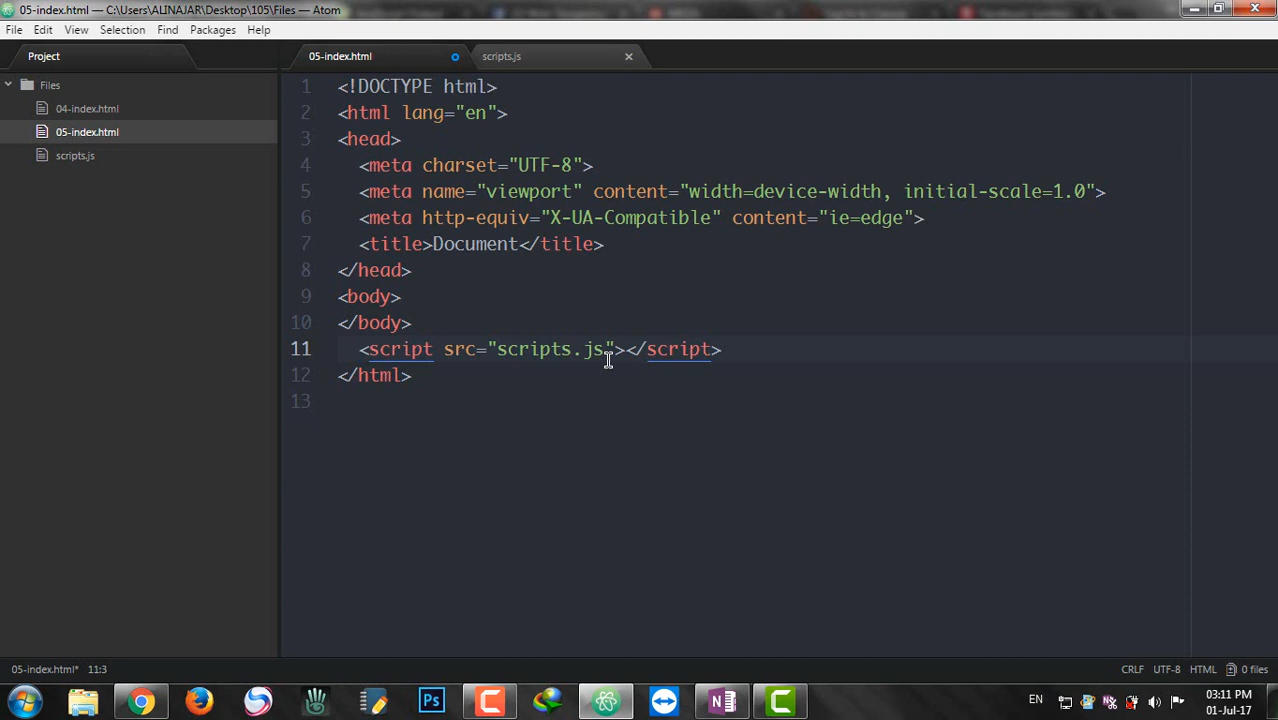 05-index.html — C:\Users\ALINAJAR\Desktop\105\Files — Atom
File Edit View Selection Find Packages Help
Project
05-index.html
scripts.js
Files
04-index.html
05-index.html
scripts.js
1 <!DOCTYPE html>
2 <html lang="en">
3 <head>
4 <meta charset="UTF-8">
5 <meta name="viewport" content="width=device-width, initial-scale=1.0">
6 <meta http-equiv="X-UA-Compatible" content="ie=edge">
7 <title>Document</title>
8 </head>
9 <body>
10 </body>
11 <script src="scripts.js"></script>
12 </html>
13
05-index.html* 11:3
CRLF UTF-8 HTML 0 files
Ps
EN
03:11 PM
01-Jul-17